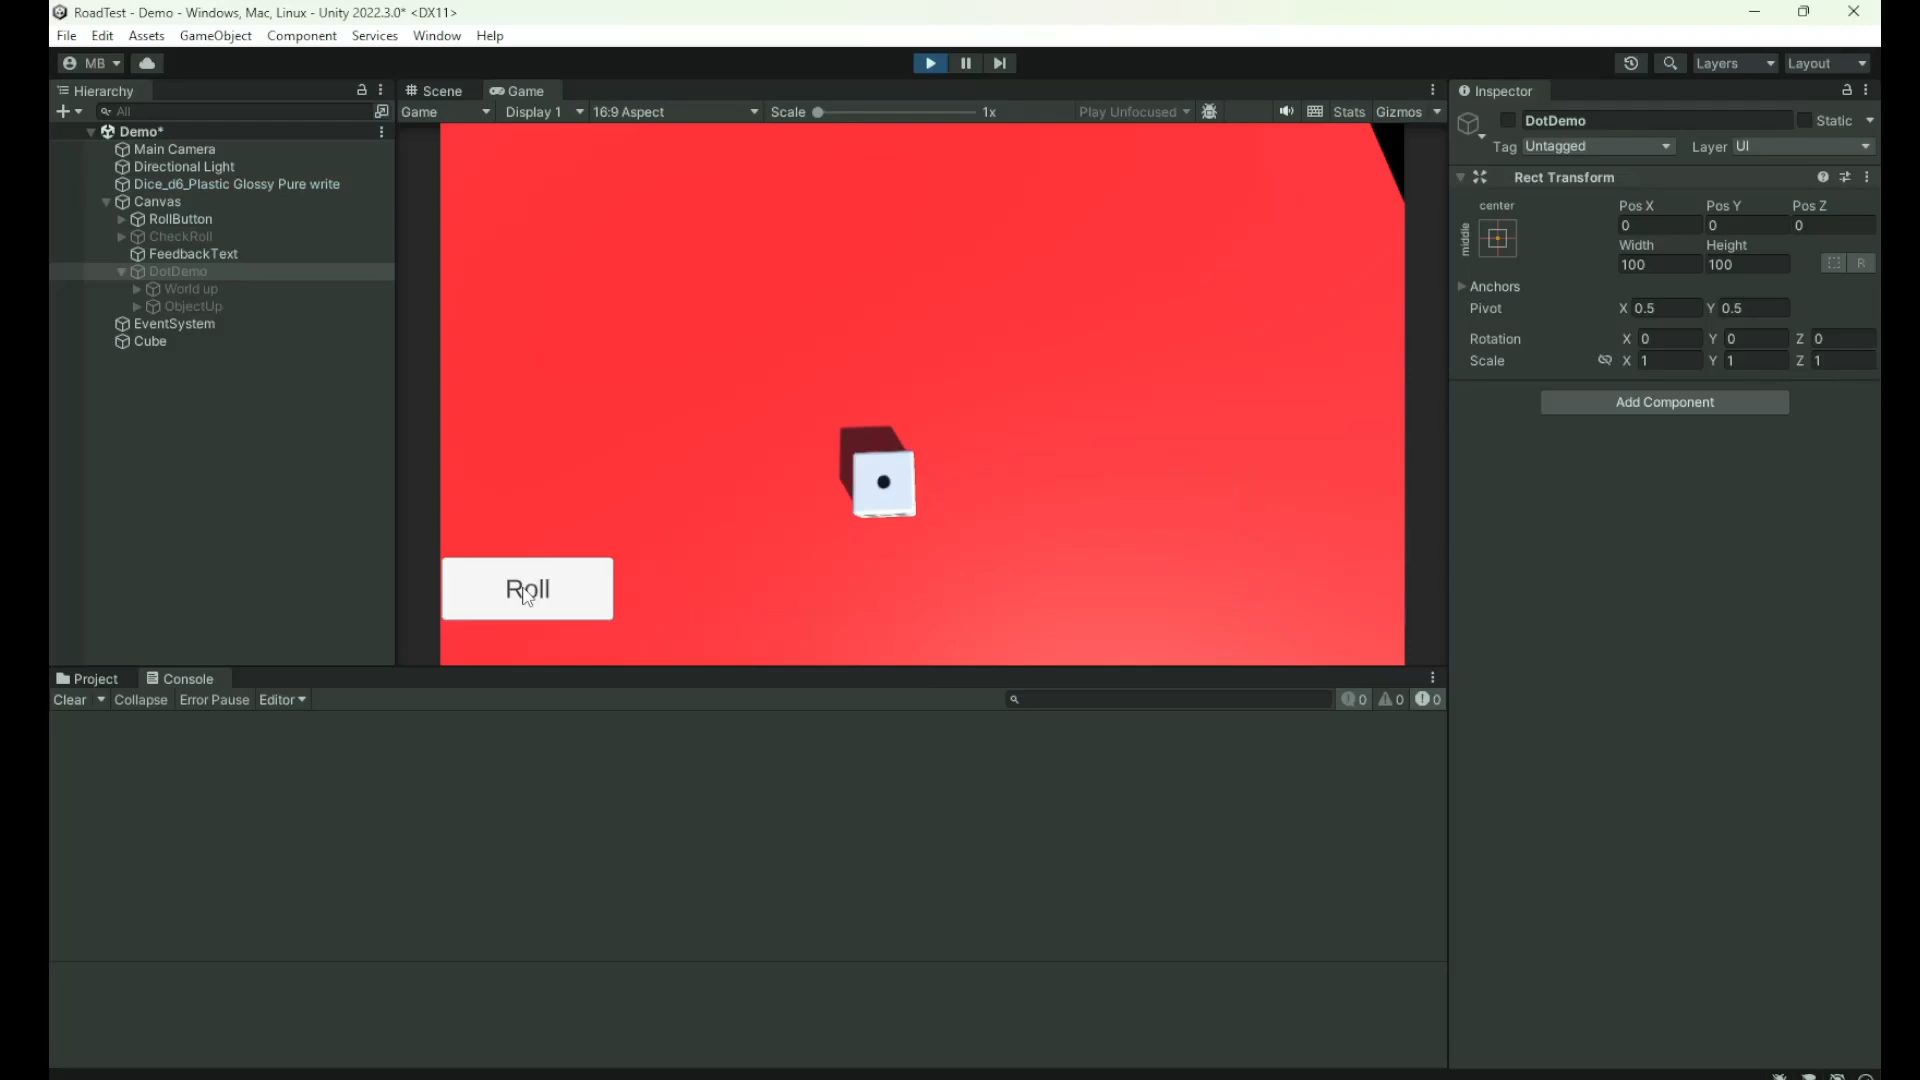 RoadTest - Demo - Windows, Mac, Linux - Unity 2022.3.0* <DX11>
File Edit Assets GameObject Component Services Window Help
MB Layers Layout
Hierarchy
All
Demo*
Main Camera
Directional Light
Dice_d6_Plastic Glossy Pure write
Canvas
RollButton
CheckRoll
FeedbackText
DotDemo
World up
ObjectUp
EventSystem
Cube
Scene Game
Game Display 1 16:9 Aspect Scale 1x Play Unfocused Stats Gizmos
Roll
Project Console
Clear Collapse Error Pause Editor 0 0 0
Inspector
DotDemo Static
Tag Untagged Layer UI
Rect Transform
center
middle
Pos X Pos Y Pos Z
0 0 0
Width Height
100 100 R
Anchors
Pivot X 0.5 Y 0.5
Rotation X 0 Y 0 Z 0
Scale X 1 Y 1 Z 1
Add Component